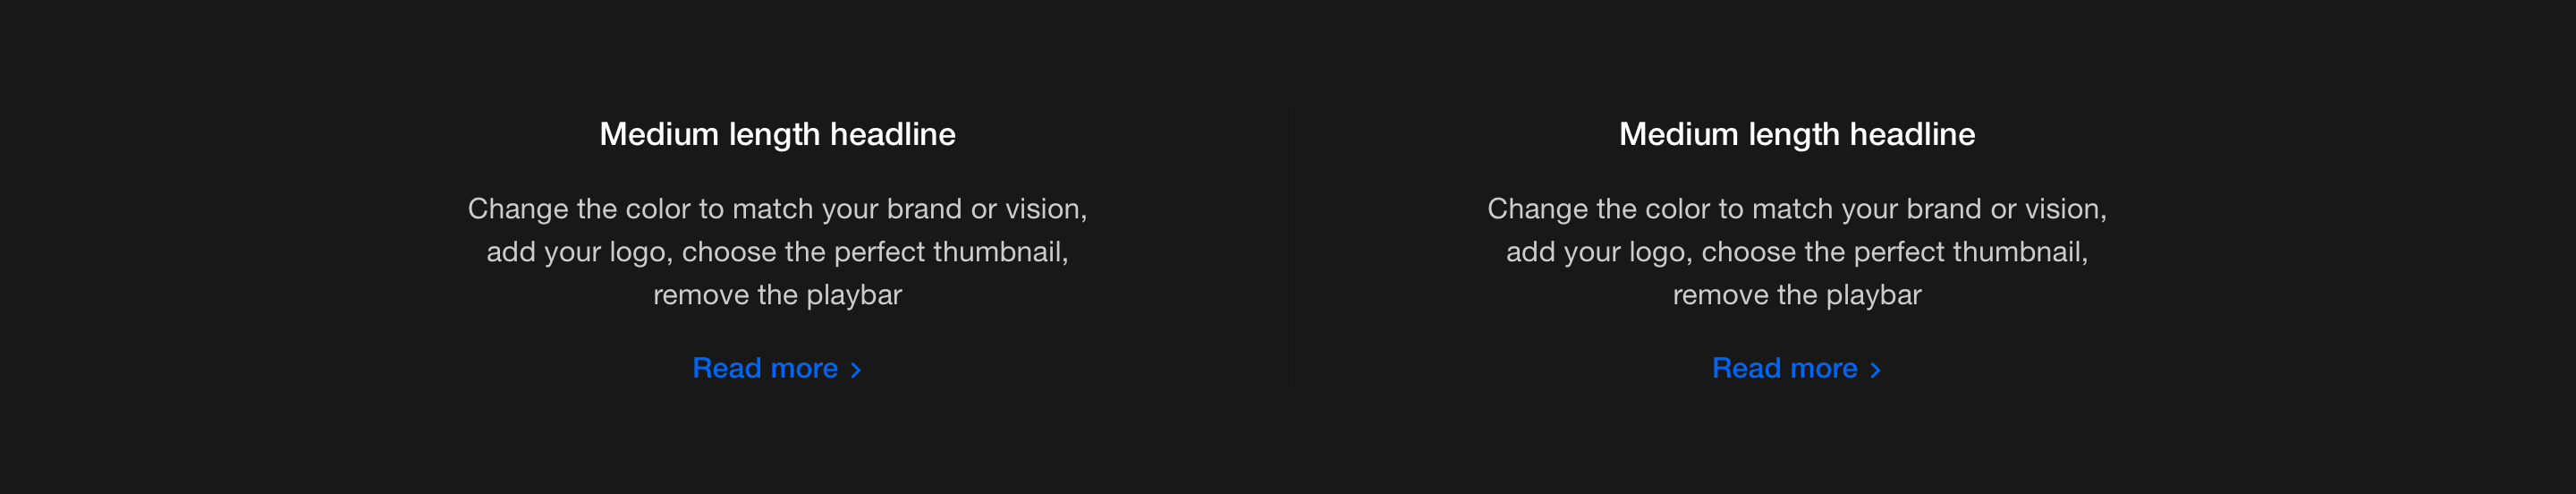 Medium length headline
Change the color to match your brand or vision,
add your logo, choose the perfect thumbnail,
remove the playbar
Read more
Medium length headline
Change the color to match your brand or vision,
add your logo, choose the perfect thumbnail,
remove the playbar
Read more